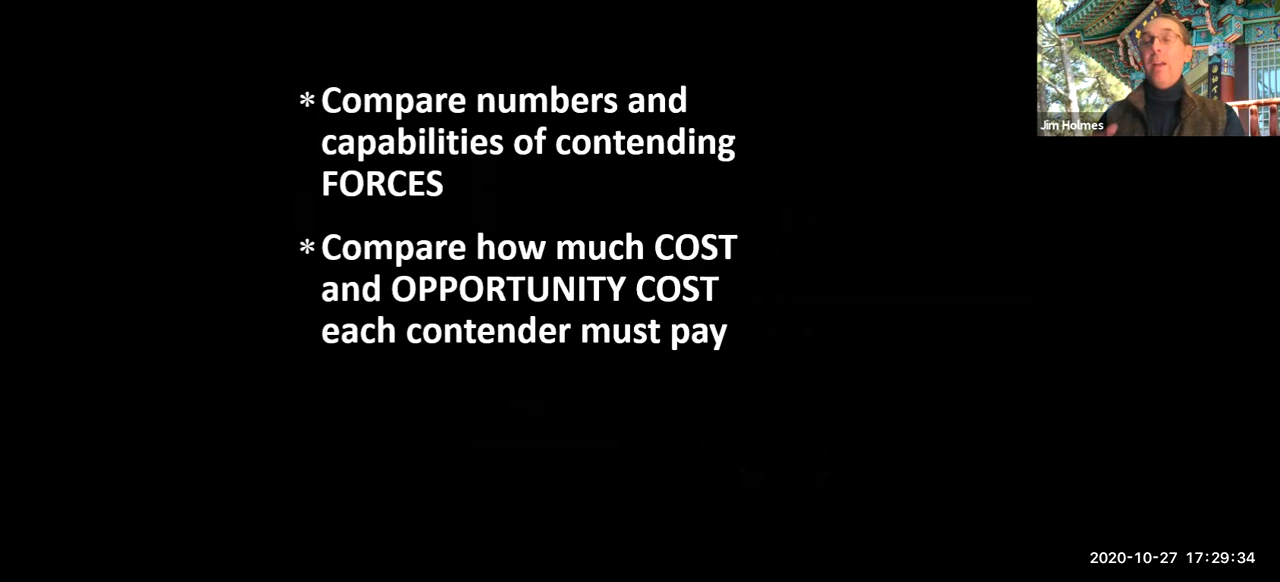 * Compare numbers and
capabilities of contending
FORCES
* Compare how much COST
and OPPORTUNITY COST
each contender must pay
Jim Holmes
2020-10-27 17:29:34